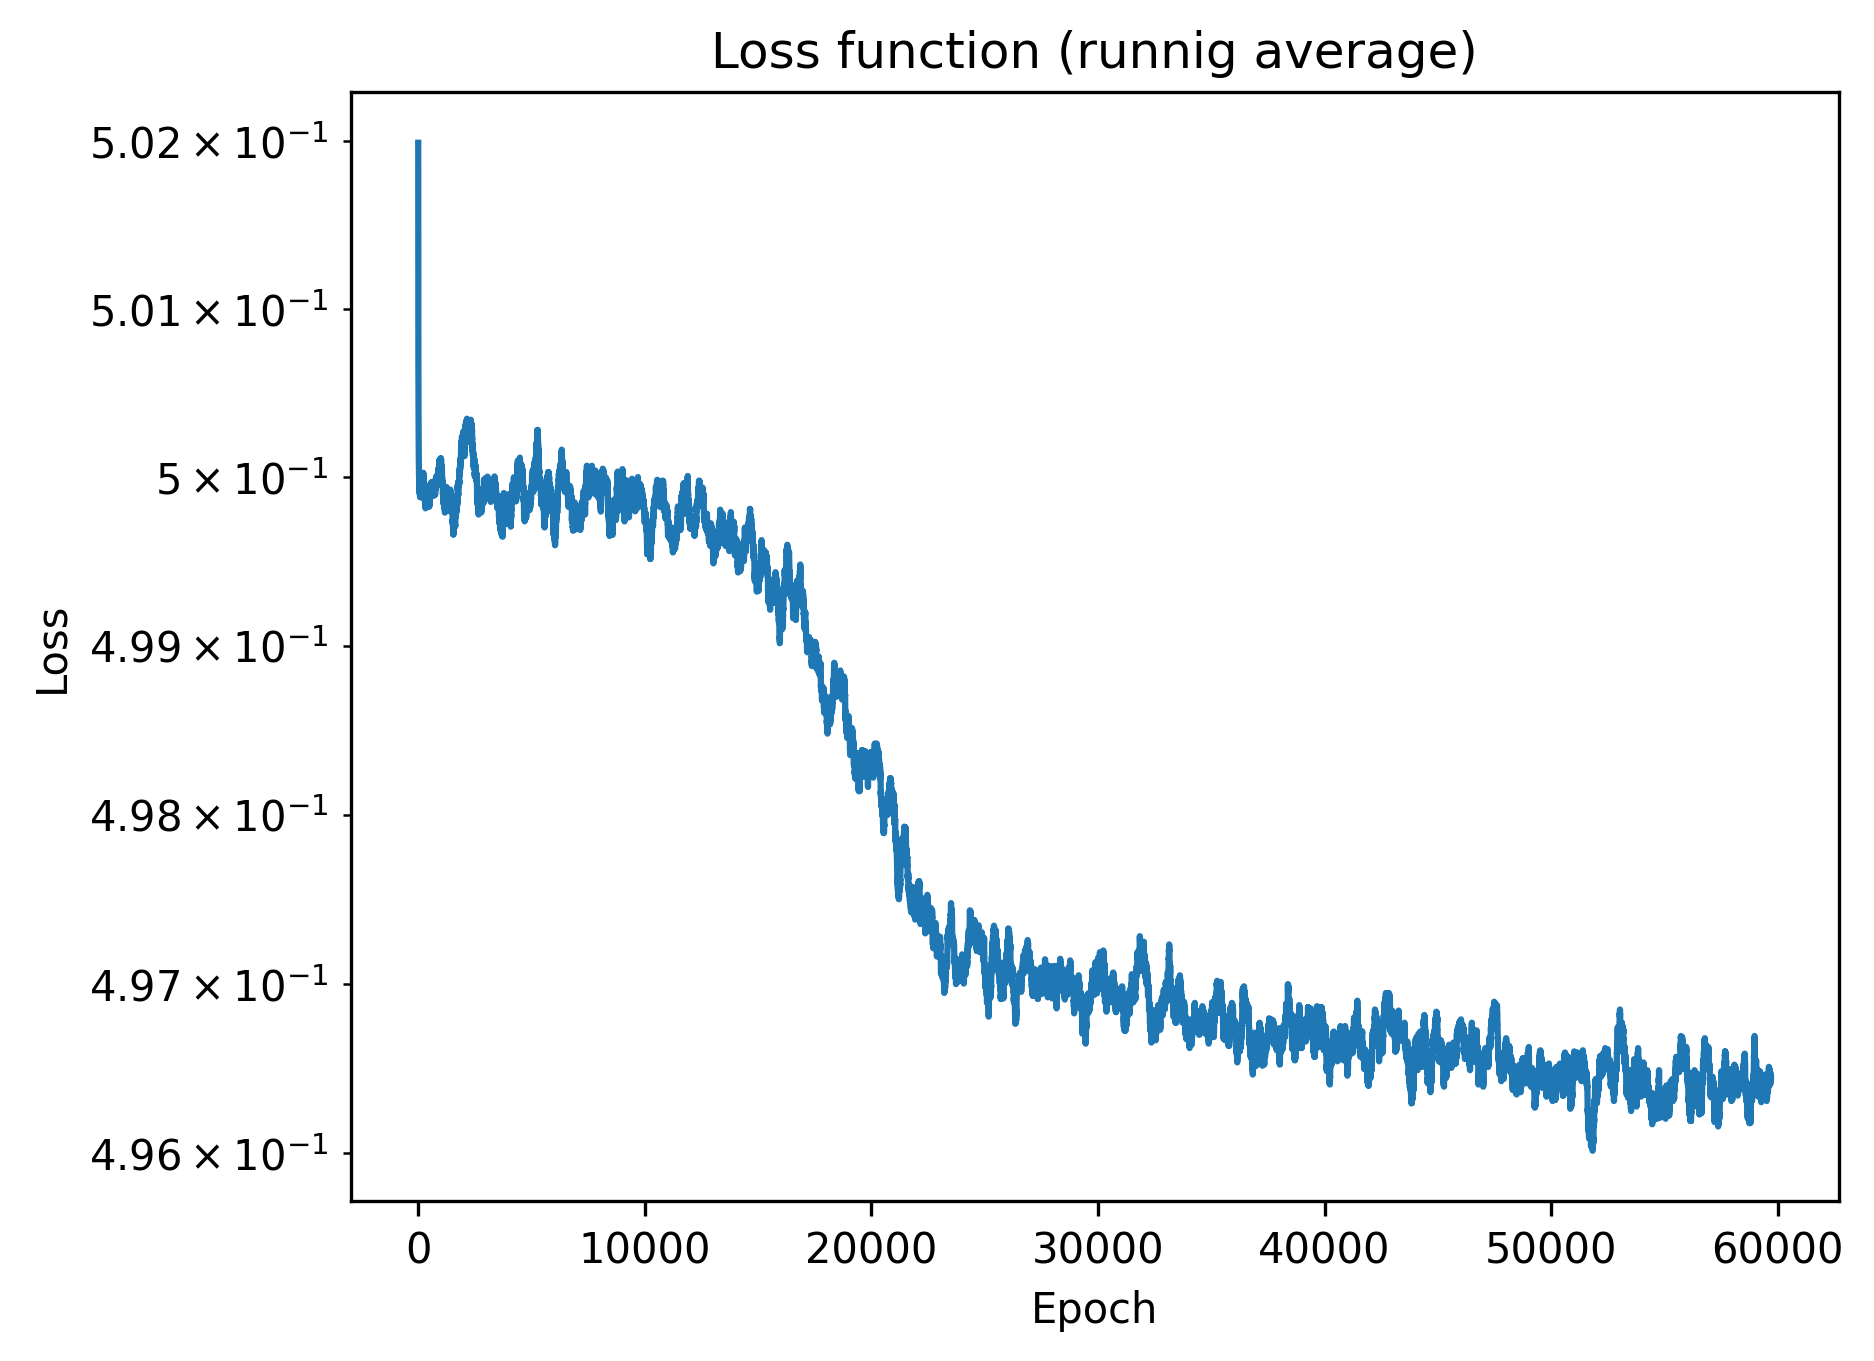 Loss function (runnig average)
5.02 × 10⁻¹
5.01 × 10⁻¹
5 × 10⁻¹
4.99 × 10⁻¹
4.98 × 10⁻¹
4.97 × 10⁻¹
4.96 × 10⁻¹
Loss
0 10000 20000 30000 40000 50000 60000
Epoch